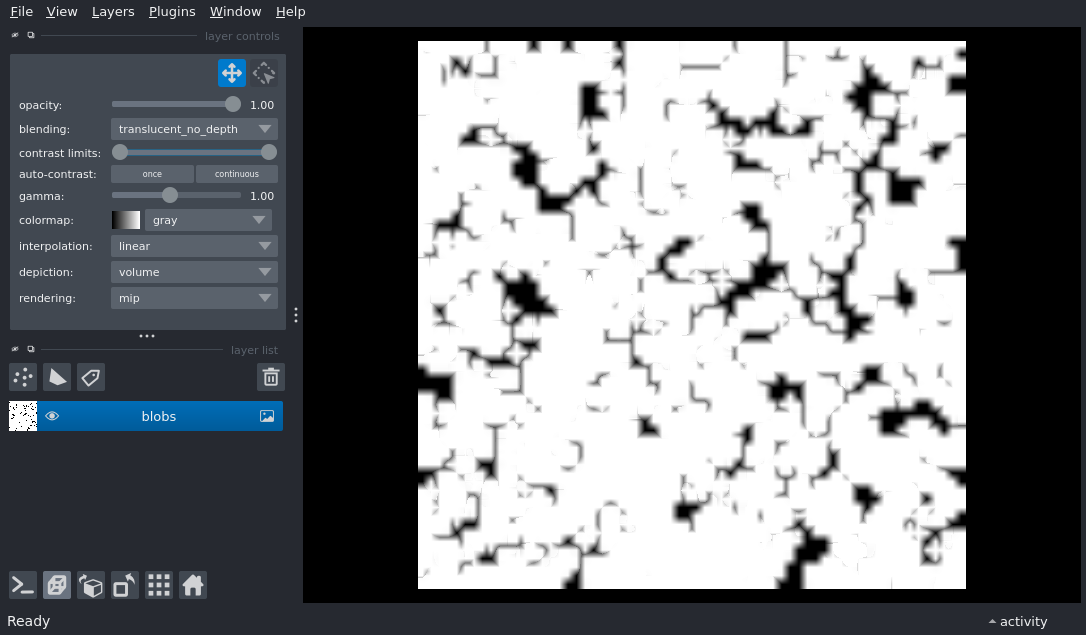 File View Layers Plugins Window Help
layer controls
opacity: 1.00
blending: translucent_no_depth
contrast limits:
auto-contrast: once continuous
gamma: 1.00
colormap: gray
interpolation: linear
depiction: volume
rendering: mip
layer list
blobs
Ready activity